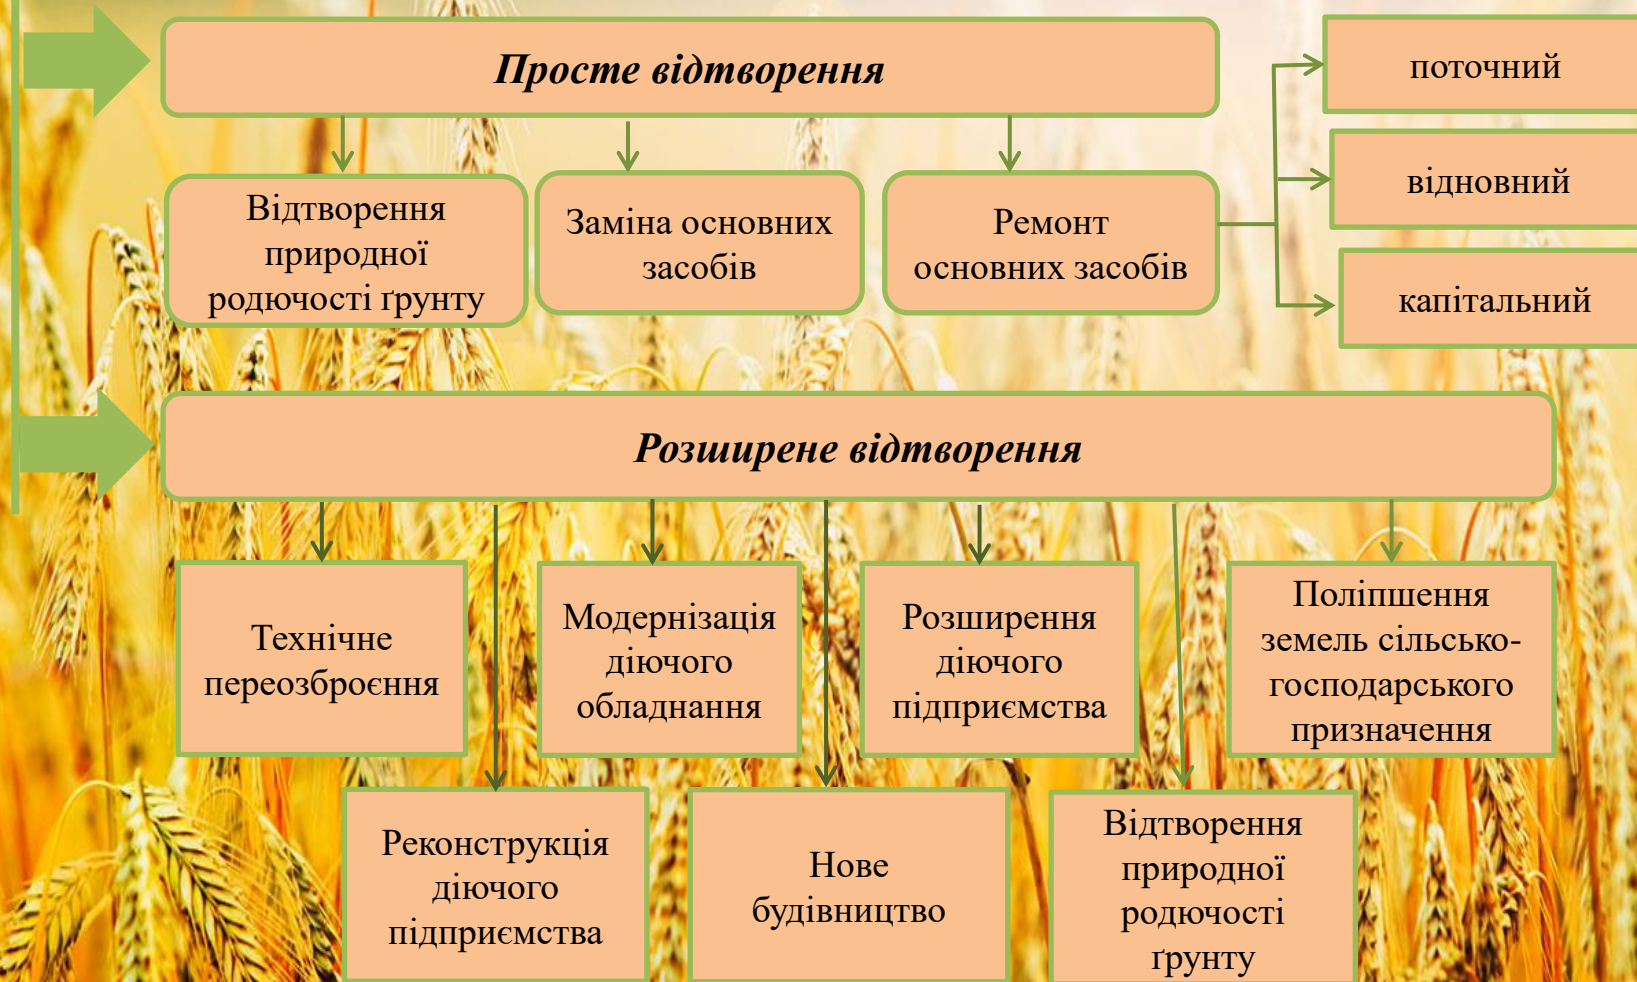 Просте відтворення
поточний
відновний
капітальний
Відтворення
природної
родючості ґрунту
Заміна основних
засобів
Ремонт
основних засобів
Розширене відтворення
Технічне
переозброєння
Модернізація
діючого
обладнання
Розширення
діючого
підприємства
Поліпшення
земель сільсько-
господарського
призначення
Реконструкція
діючого
підприємства
Нове
будівництво
Відтворення
природної
родючості
ґрунту